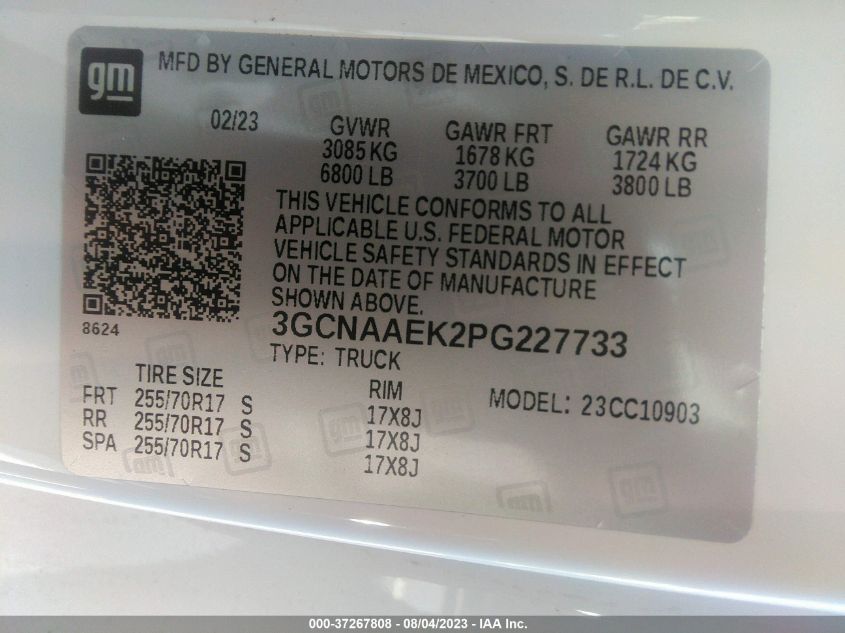 gm
MFD BY GENERAL MOTORS DE MEXICO, S. DE R.L. DE C.V.
02/23
GVWR GAWR FRT GAWR RR
3085 KG 1678 KG 1724 KG
6800 LB 3700 LB 3800 LB
THIS VEHICLE CONFORMS TO ALL
APPLICABLE U.S. FEDERAL MOTOR
VEHICLE SAFETY STANDARDS IN EFFECT
ON THE DATE OF MANUFACTURE
SHOWN ABOVE.
8624
3GCNAAEK2PG227733
TYPE: TRUCK
TIRE SIZE RIM
MODEL: 23CC10903
FRT 255/70R17 S 17X8J
RR 255/70R17 S 17X8J
SPA 255/70R17 S 17X8J
000-37267808 - 08/04/2023 - IAA Inc.